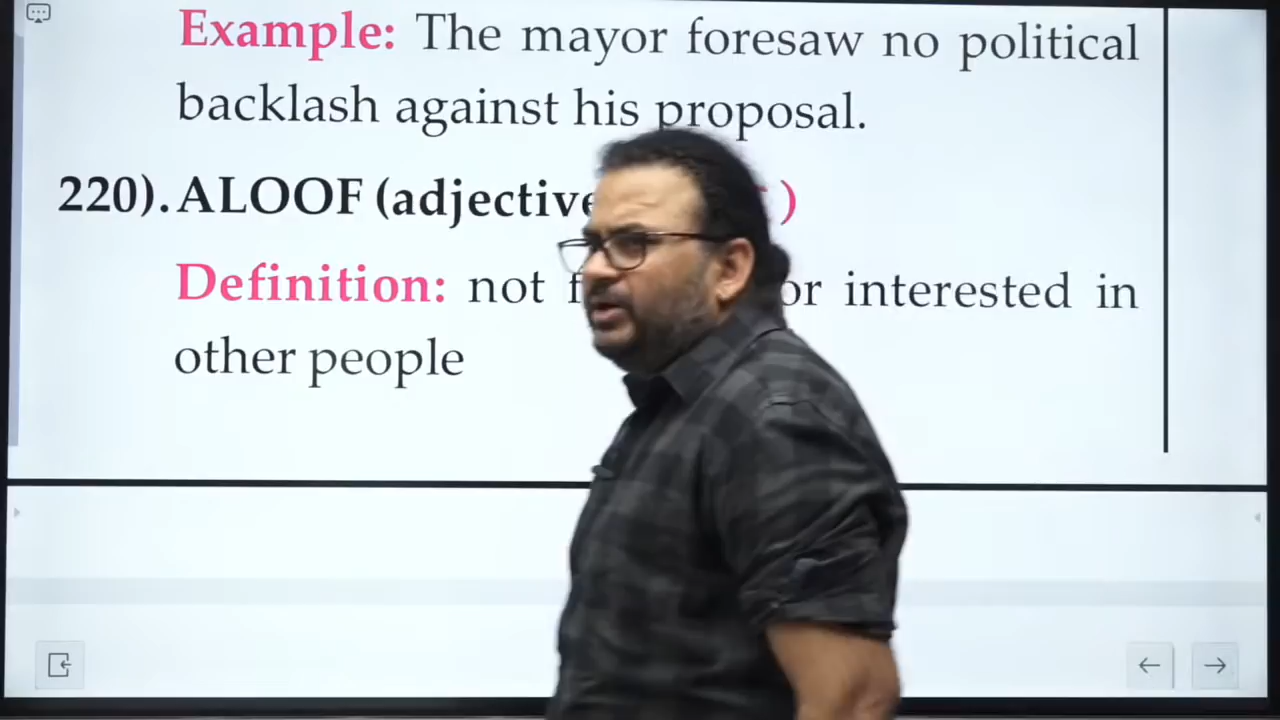 Example: The mayor foresaw no political
backlash against his proposal.
220). ALOOF (adjective )
Definition: not or interested in
other people